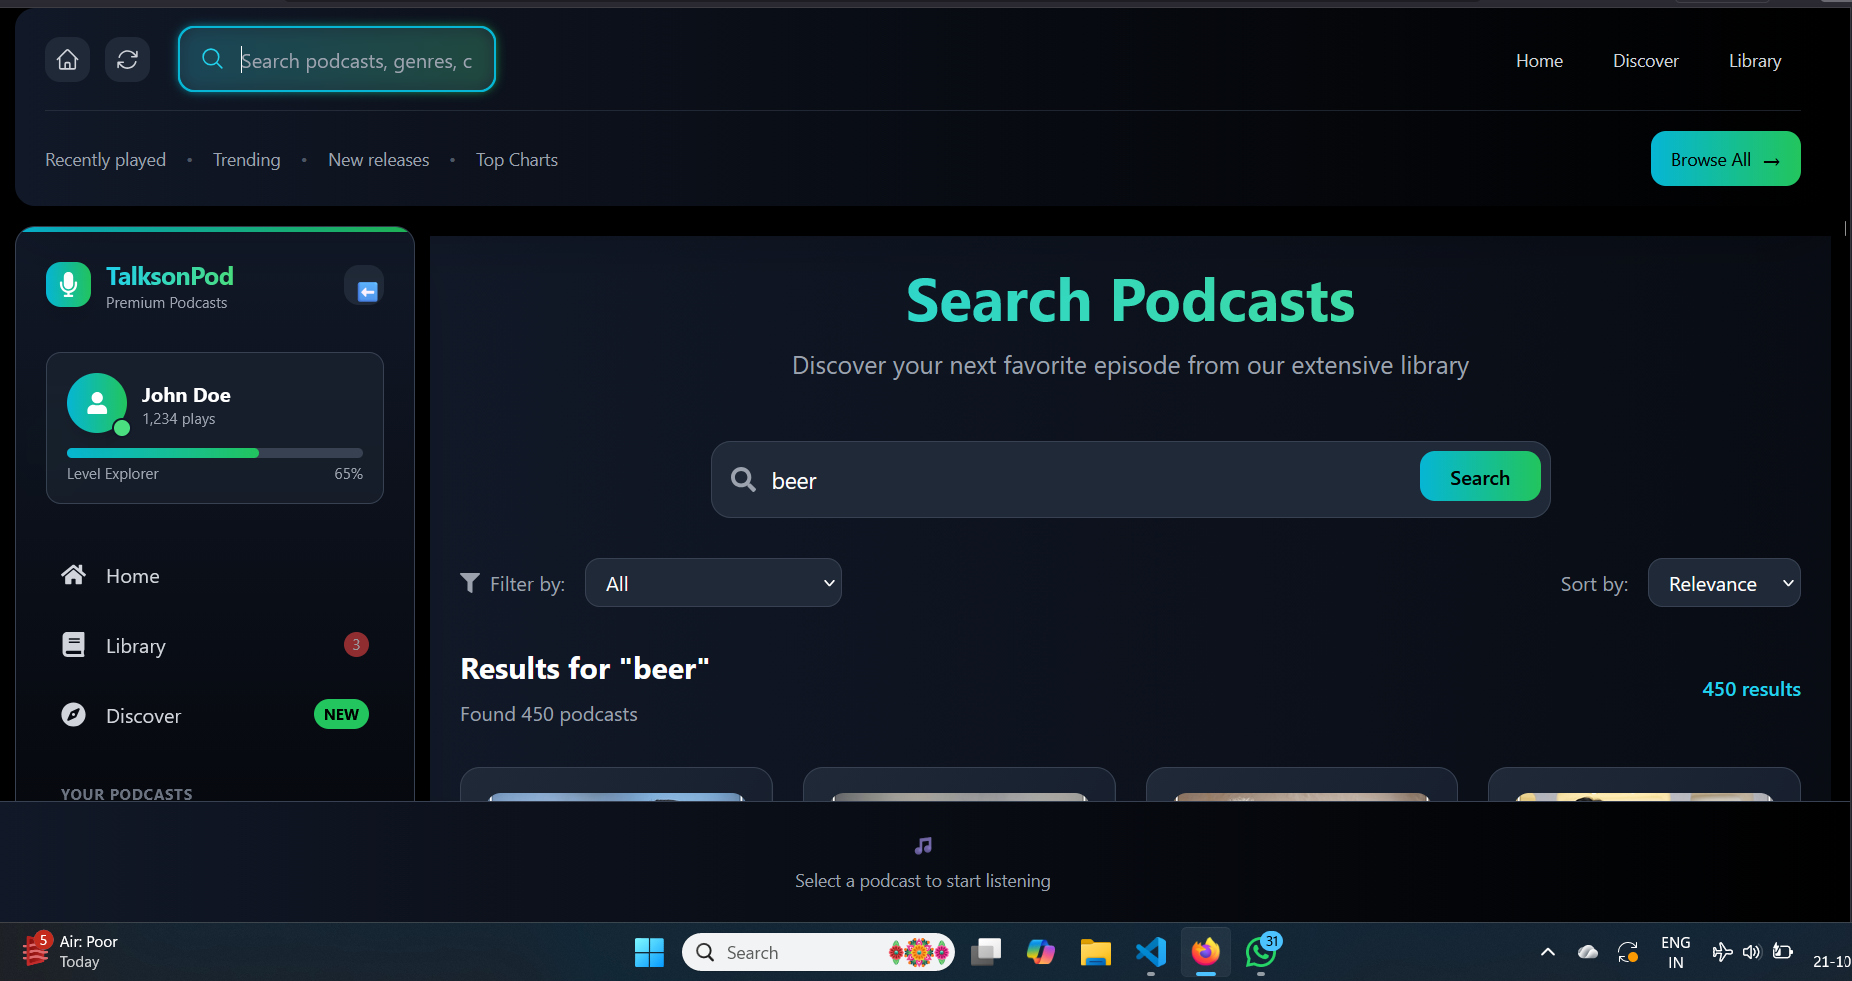 Search podcasts, genres, c
Home
Discover
Library
Recently played • Trending • New releases • Top Charts
Browse All →
TalksonPod
Premium Podcasts
John Doe
1,234 plays
Level Explorer 65%
Home
Library 3
Discover NEW
YOUR PODCASTS
Search Podcasts
Discover your next favorite episode from our extensive library
beer
Search
Filter by: All
Sort by: Relevance
Results for "beer"
Found 450 podcasts
450 results
Select a podcast to start listening
5
Air: Poor
Today
Search
31
ENG
IN
21-10